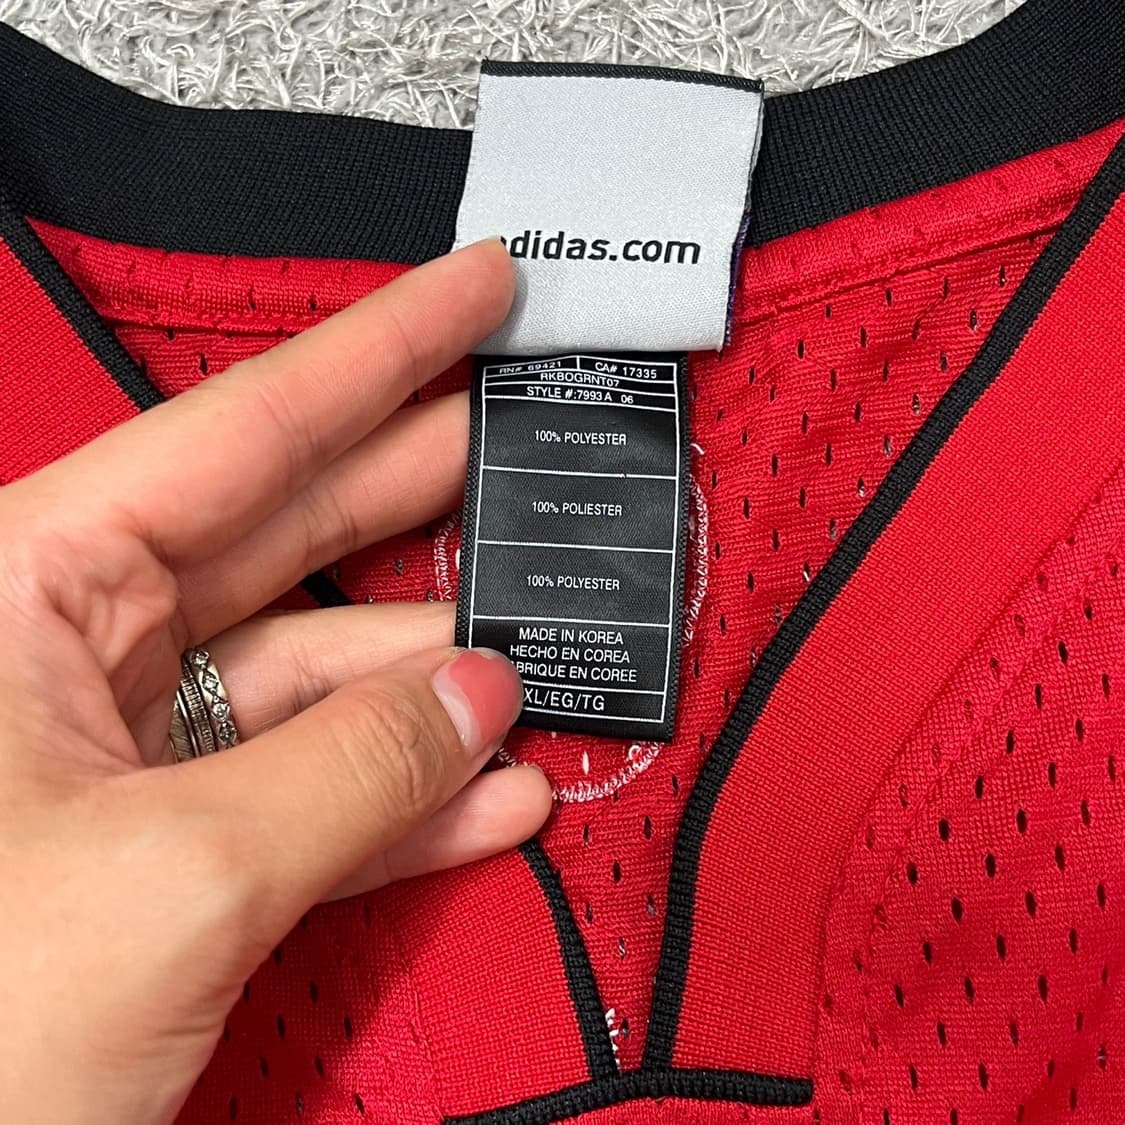 didas.com
RN# 69421 CA# 17335
RKBOGRNT07
STYLE #:7993A 06
100% POLYESTER
100% POLIESTER
100% POLYESTER
MADE IN KOREA
HECHO EN COREA
BRIQUE EN COREE
XL/EG/TG